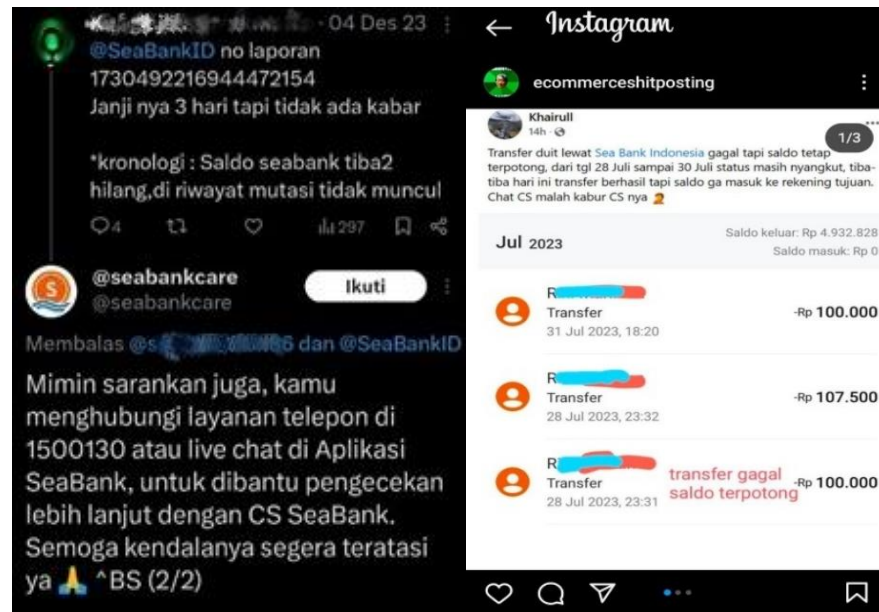 04 Des 23
@SeaBankID no laporan
1730492216944472154
Janji nya 3 hari tapi tidak ada kabar
*kronologi : Saldo seabank tiba2
hilang,di riwayat mutasi tidak muncul
4
297
@seabankcare
@seabankcare
Ikuti
Membalas @s 6 dan @SeaBankID
Mimin sarankan juga, kamu
menghubungi layanan telepon di
1500130 atau live chat di Aplikasi
SeaBank, untuk dibantu pengecekan
lebih lanjut dengan CS SeaBank.
Semoga kendalanya segera teratasi
ya 🙏 ^BS (2/2)
Instagram
ecommerceshitposting
Khairull
14h
1/3
Transfer duit lewat Sea Bank Indonesia gagal tapi saldo tetap
terpotong, dari tgl 28 Juli sampai 30 Juli status masih nyangkut, tiba-
tiba hari ini transfer berhasil tapi saldo ga masuk ke rekening tujuan.
Chat CS malah kabur CS nya 🤦
Jul 2023
Saldo keluar: Rp 4.932.828
Saldo masuk: Rp 0
R
Transfer
-Rp 100.000
31 Jul 2023, 18:20
R
Transfer
-Rp 107.500
28 Jul 2023, 23:32
R
Transfer
-Rp 100.000
28 Jul 2023, 23:31
transfer gagal
saldo terpotong